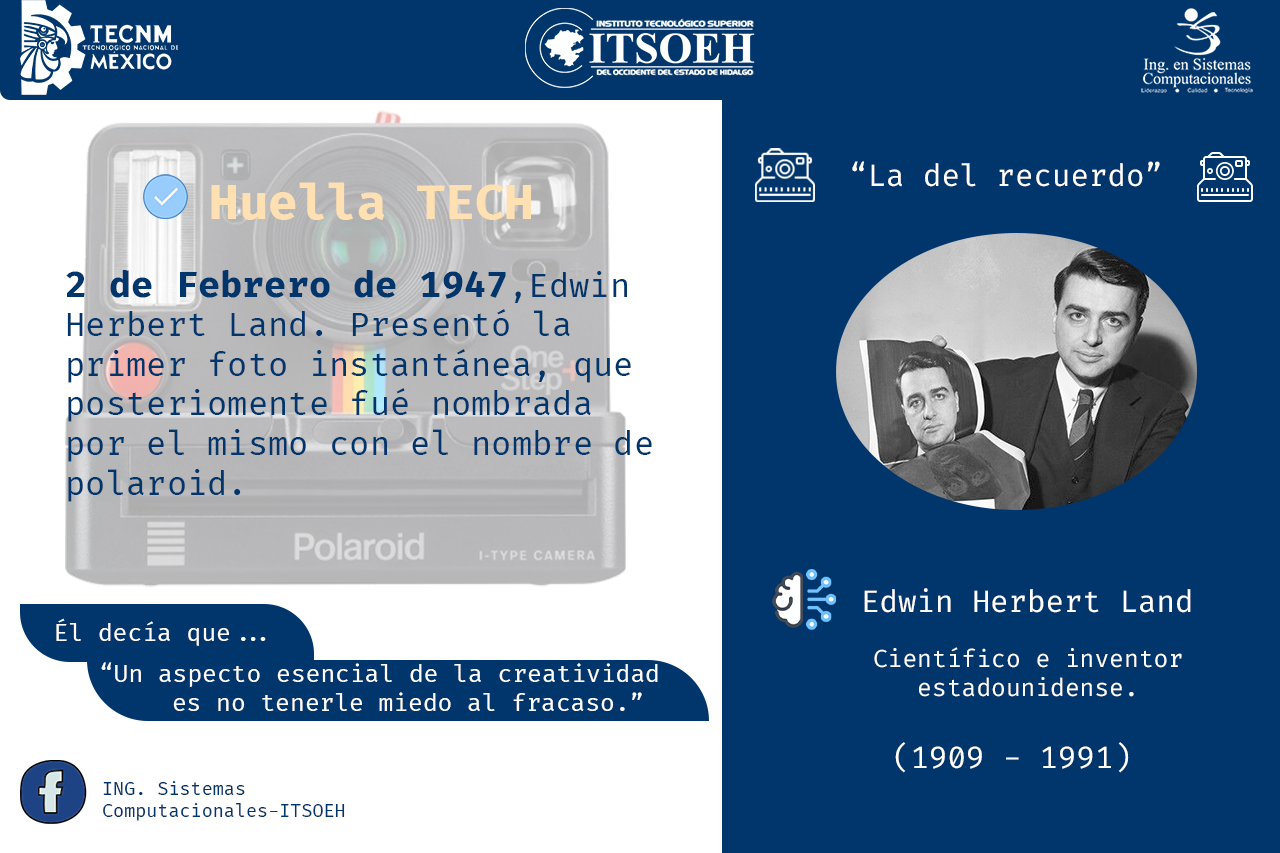 TECNM
TECNOLÓGICO NACIONAL DE
MÉXICO
INSTITUTO TECNOLÓGICO SUPERIOR
ITSOEH
DEL OCCIDENTE DEL ESTADO DE HIDALGO
Ing. en Sistemas
Computacionales
Liderazgo • Calidad • Tecnología
Huella TECH
2 de Febrero de 1947,Edwin
Herbert Land. Presentó la
primer foto instantánea, que
posteriomente fué nombrada
por el mismo con el nombre de
polaroid.
One
Step+
Polaroid
I-TYPE CAMERA
Él decía que...
“Un aspecto esencial de la creatividad
es no tenerle miedo al fracaso.”
ING. Sistemas
Computacionales-ITSOEH
“La del recuerdo”
Edwin Herbert Land
Científico e inventor
estadounidense.
(1909 – 1991)